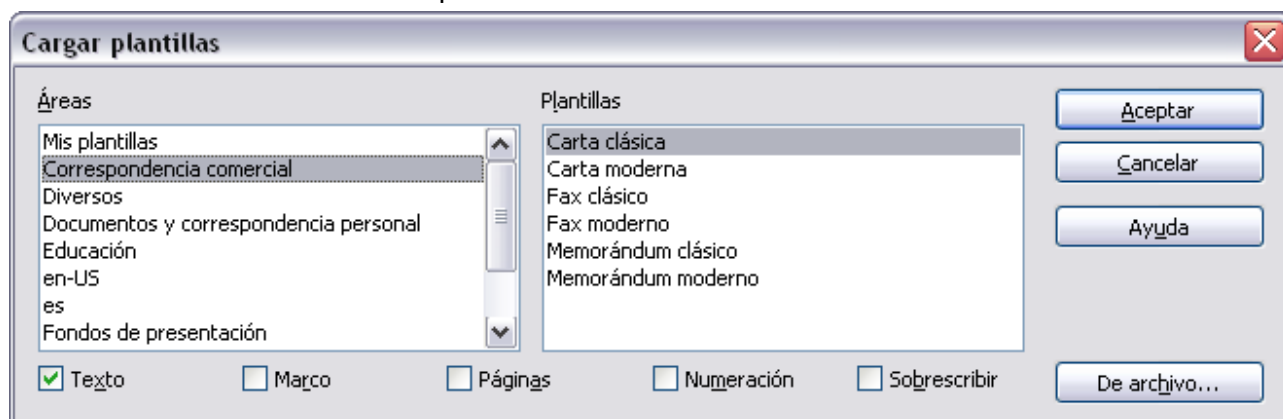 Cargar plantillas
Áreas
Mis plantillas
Correspondencia comercial
Diversos
Documentos y correspondencia personal
Educación
en-US
es
Fondos de presentación
Plantillas
Carta clásica
Carta moderna
Fax clásico
Fax moderno
Memorándum clásico
Memorándum moderno
Aceptar
Cancelar
Ayuda
Texto Marco Páginas Numeración Sobrescribir
De archivo...